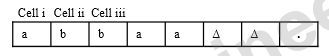 Cell i Cell ii Cell iii
a b b a a Δ Δ .